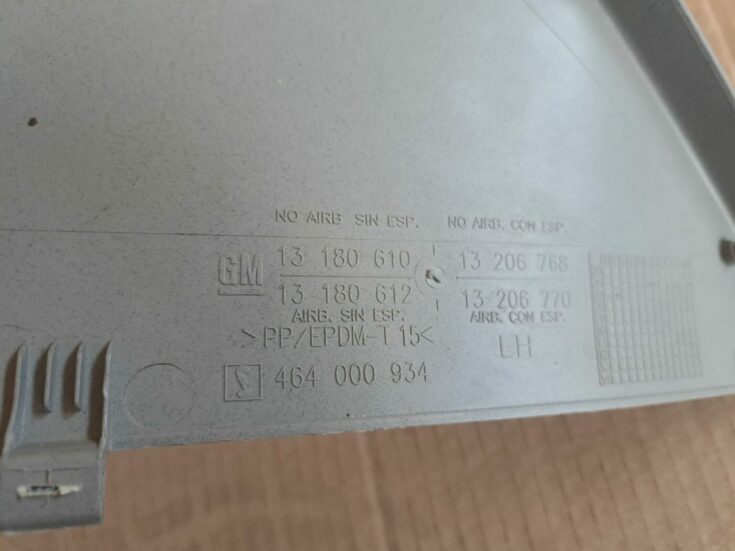 NO AIRB SIN ESP. NO AIRB. CON ESP.
GM 13 180 610 13 206 768
13 180 612 13 206 770
AIRB. SIN ESP. AIRB. CON ESP.
>PP/EPDM-T 15< LH
464 000 934